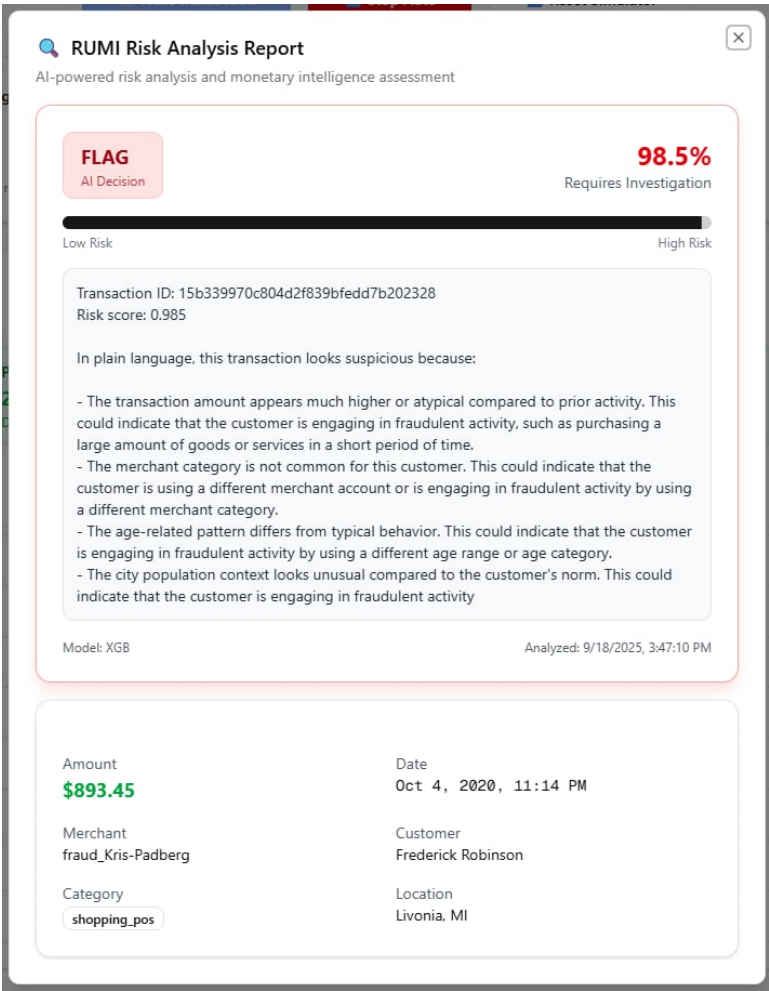 RUMI Risk Analysis Report
AI-powered risk analysis and monetary intelligence assessment
FLAG
AI Decision
98.5%
Requires Investigation
Low Risk
High Risk
Transaction ID: 15b339970c804d2f839bfedd7b202328
Risk score: 0.985
In plain language, this transaction looks suspicious because:
- The transaction amount appears much higher or atypical compared to prior activity. This
could indicate that the customer is engaging in fraudulent activity, such as purchasing a
large amount of goods or services in a short period of time.
- The merchant category is not common for this customer. This could indicate that the
customer is using a different merchant account or is engaging in fraudulent activity by using
a different merchant category.
- The age-related pattern differs from typical behavior. This could indicate that the customer
is engaging in fraudulent activity by using a different age range or age category.
- The city population context looks unusual compared to the customer's norm. This could
indicate that the customer is engaging in fraudulent activity
Model: XGB
Analyzed: 9/18/2025, 3:47:10 PM
Amount
$893.45
Date
Oct 4, 2020, 11:14 PM
Merchant
fraud_Kris-Padberg
Customer
Frederick Robinson
Category
shopping_pos
Location
Livonia, MI